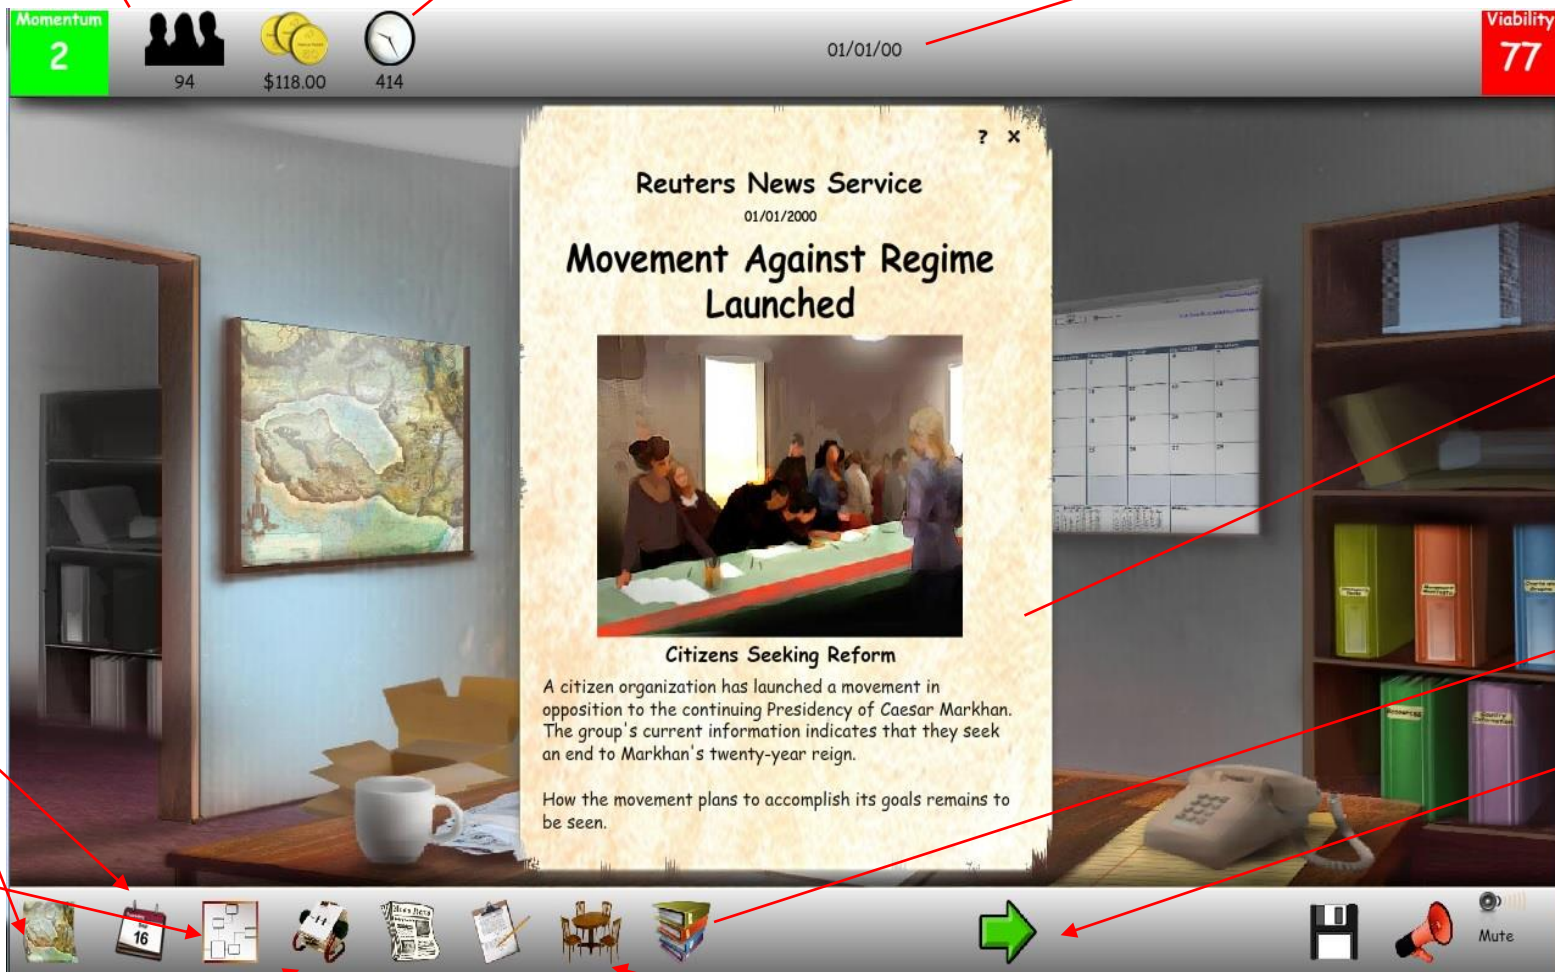 Momentum
2
94
$118.00
414
01/01/00
Viability
77
? X
Reuters News Service
01/01/2000
Movement Against Regime
Launched
Citizens Seeking Reform
A citizen organization has launched a movement in
opposition to the continuing Presidency of Caesar Markhan.
The group's current information indicates that they seek
an end to Markhan's twenty-year reign.
How the movement plans to accomplish its goals remains to
be seen.
16
Mute